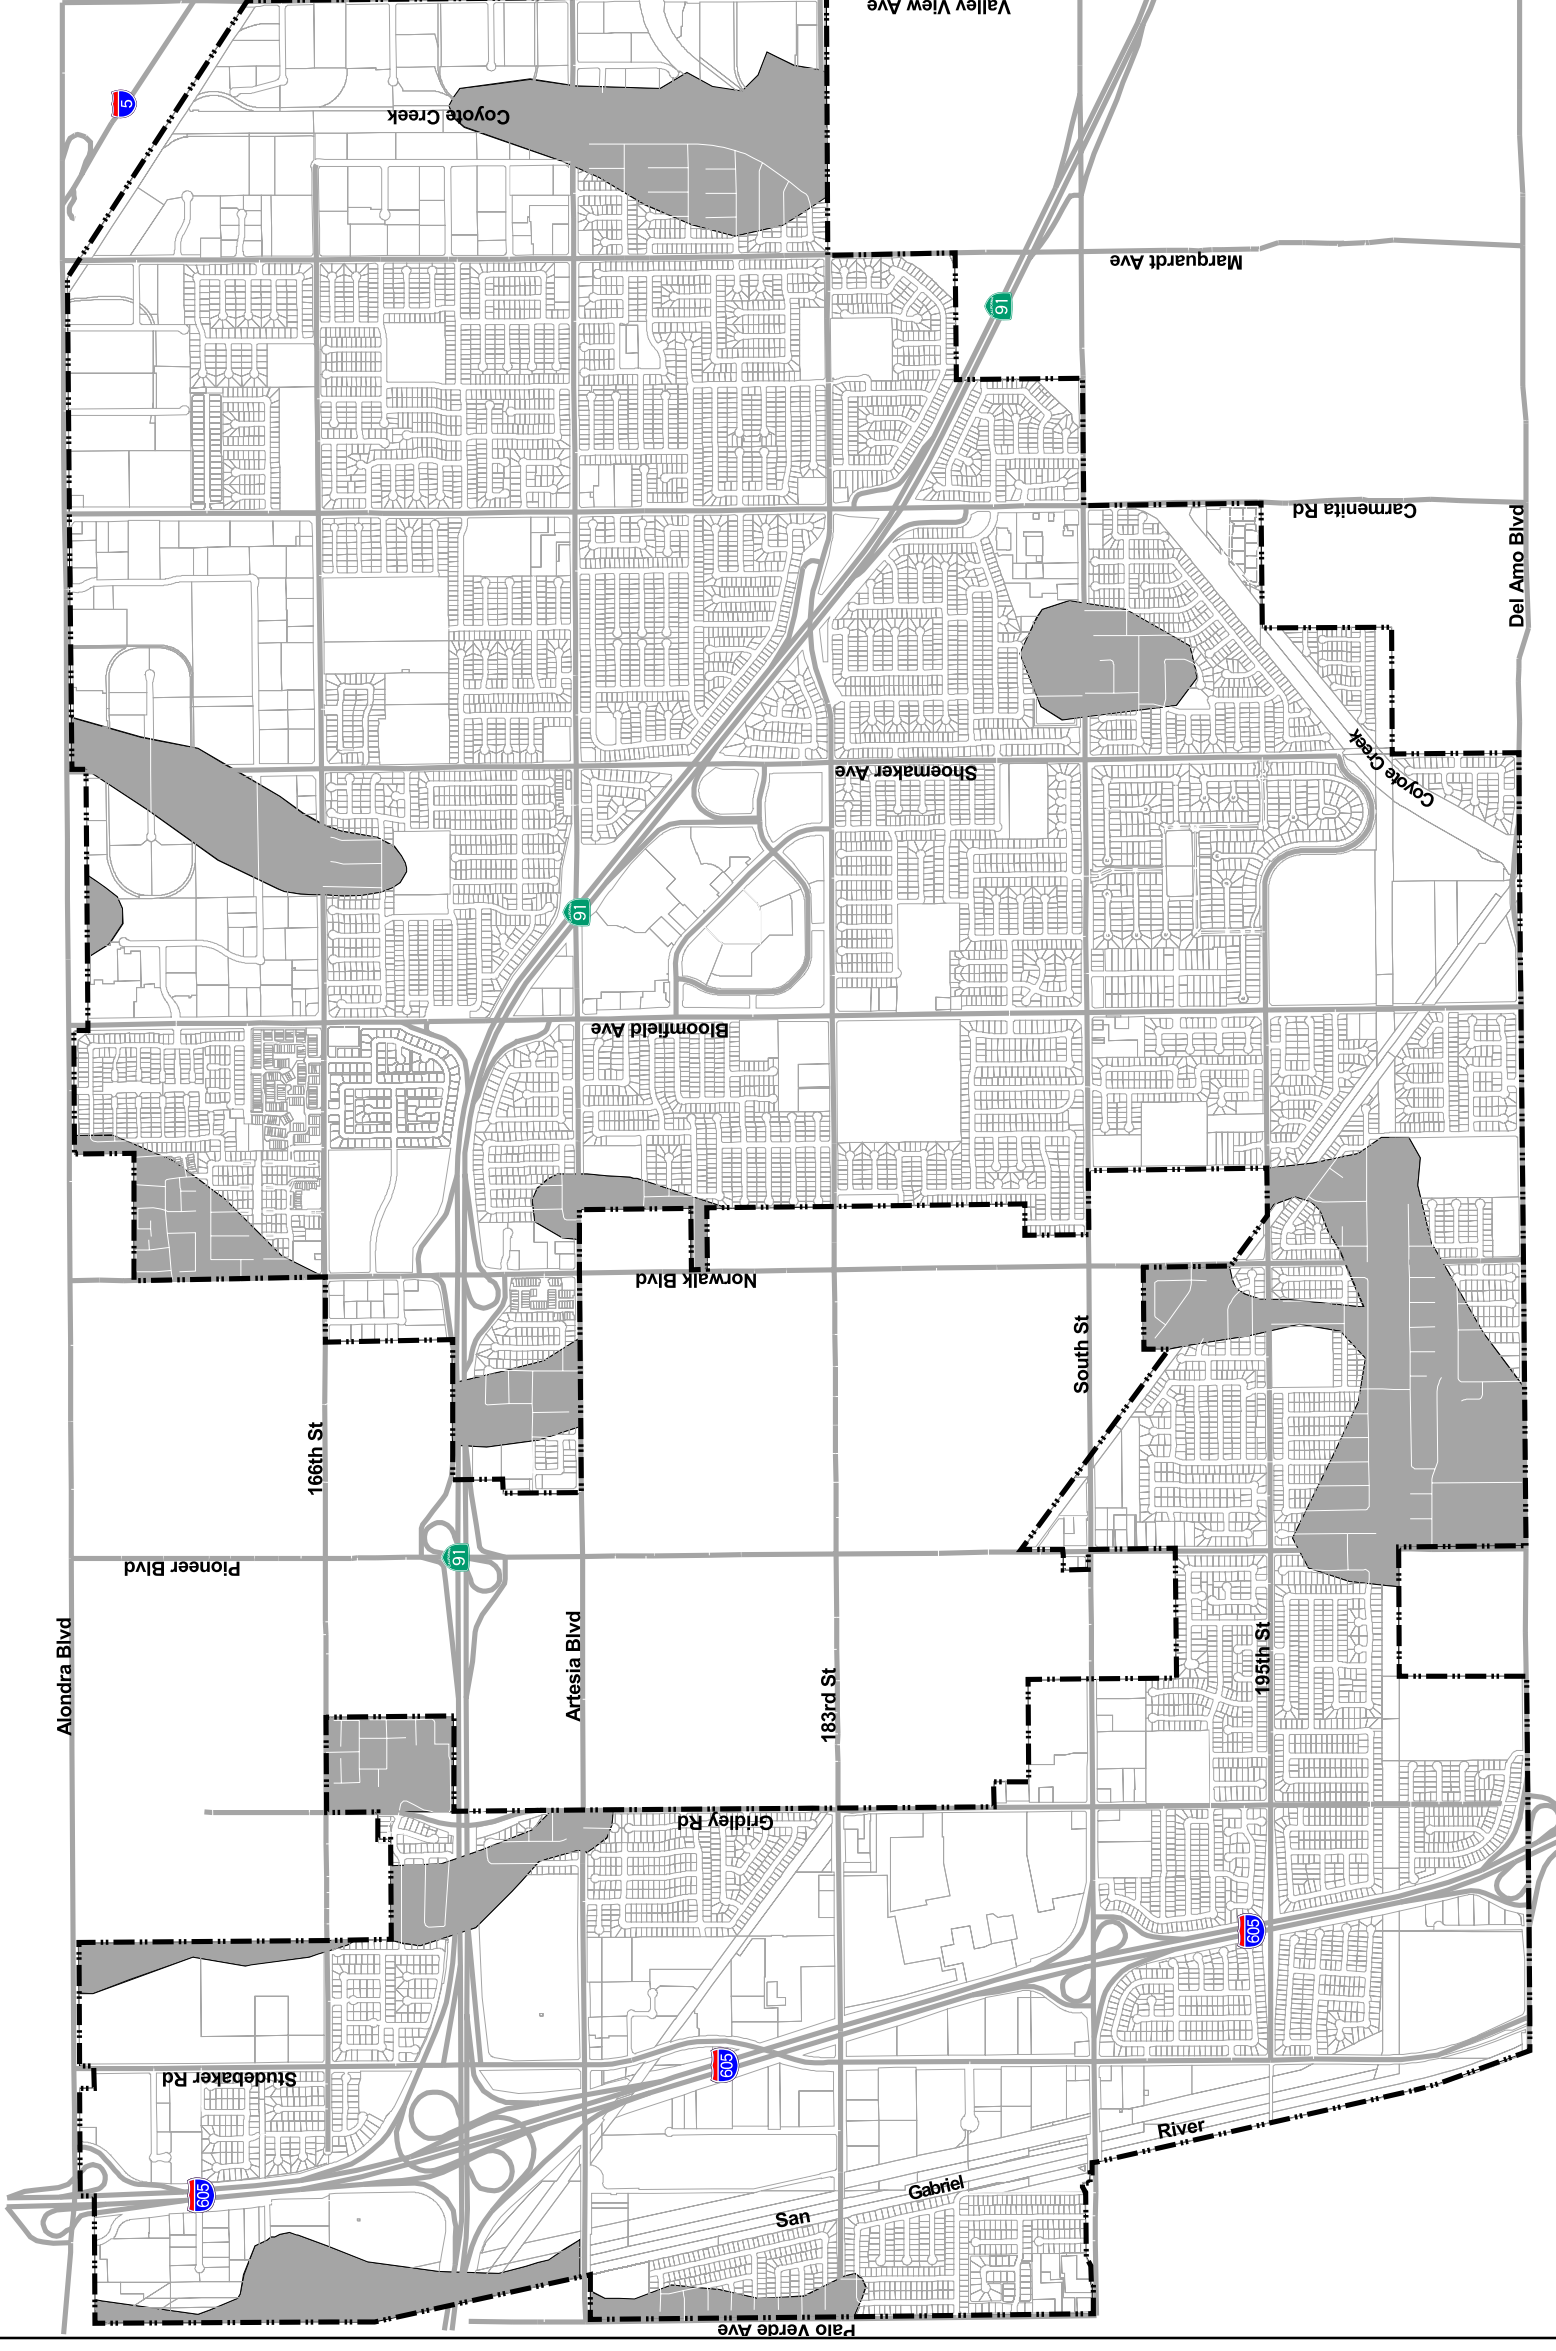 Valley View Ave
5
Coyote Creek
Marquardt Ave
91
Carmenita Rd
Del Amo Blvd
Shoemaker Ave
Coyote Creek
91
Bloomfield Ave
Norwalk Blvd
South St
166th St
91
Pioneer Blvd
Alondra Blvd
Artesia Blvd
183rd St
195th St
Gridley Rd
605
605
Studebaker Rd
605
River
Gabriel
San
Palo Verde Ave